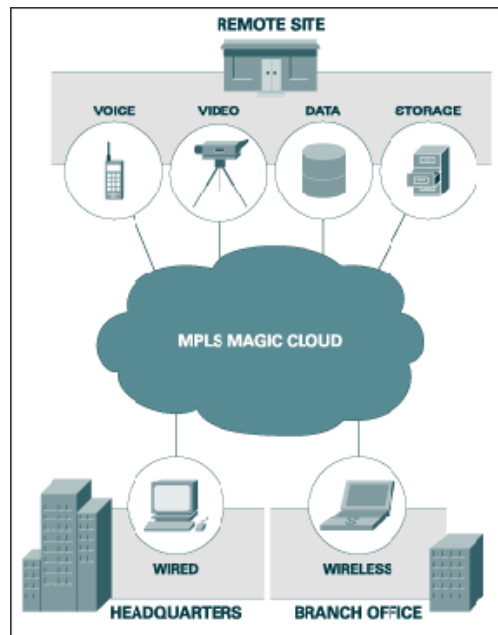 REMOTE SITE
VOICE VIDEO DATA STORAGE
MPLS MAGIC CLOUD
WIRED WIRELESS
HEADQUARTERS BRANCH OFFICE